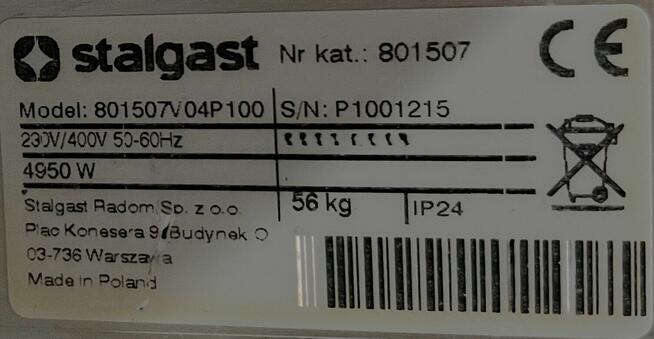 stalgast Nr kat.: 801507 CE
Model: 801507V04P100 S/N: P1001215
230V/400V 50-60Hz
4950 W
56 kg IP24
Stalgast Radom Sp. z o.o.
Plac Konesera 9/Budynek O
03-736 Warszawa
Made in Poland